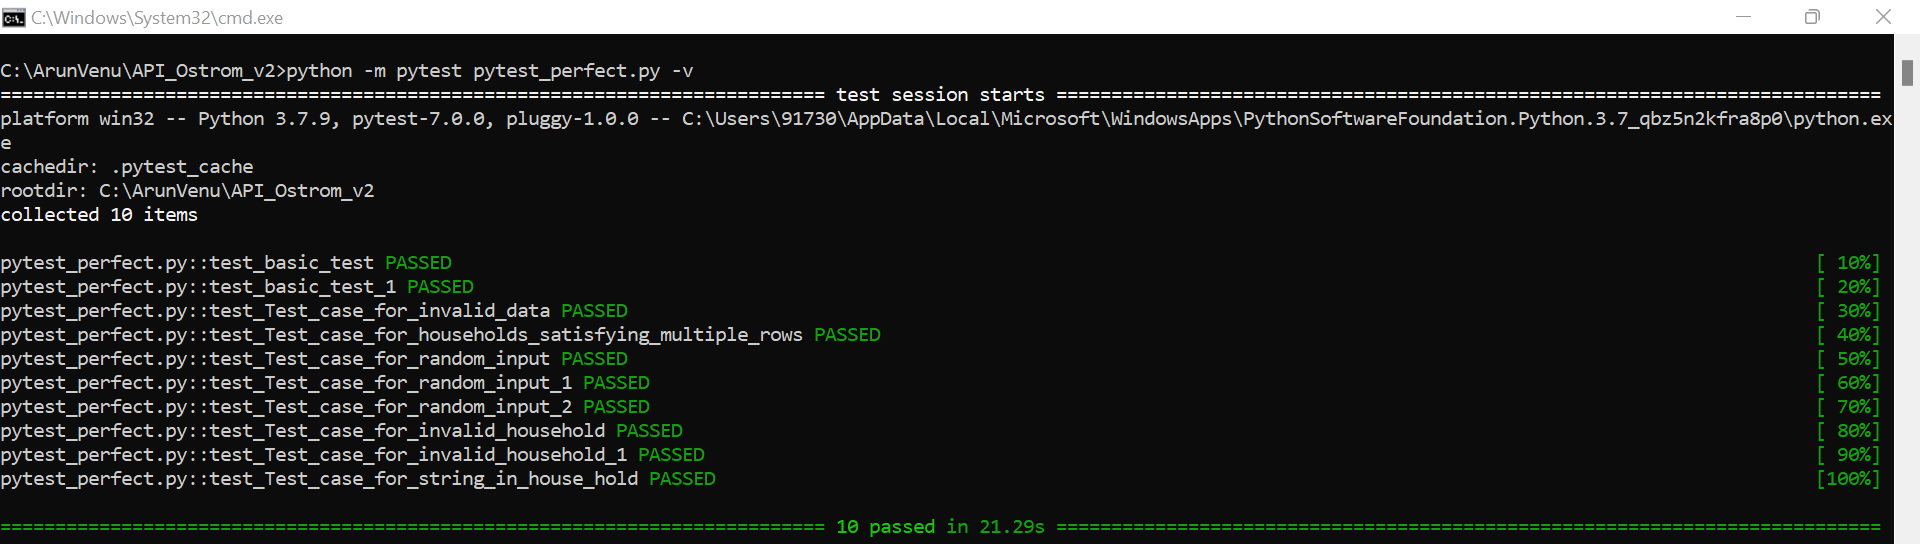 C:\Windows\System32\cmd.exe
C:\ArunVenu\API_Ostrom_v2>python -m pytest pytest_perfect.py -v
=========================================================================== test session starts ===========================================================================
platform win32 -- Python 3.7.9, pytest-7.0.0, pluggy-1.0.0 -- C:\Users\91730\AppData\Local\Microsoft\WindowsApps\PythonSoftwareFoundation.Python.3.7_qbz5n2kfra8p0\python.ex
e
cachedir: .pytest_cache
rootdir: C:\ArunVenu\API_Ostrom_v2
collected 10 items
pytest_perfect.py::test_basic_test PASSED [ 10%]
pytest_perfect.py::test_basic_test_1 PASSED [ 20%]
pytest_perfect.py::test_Test_case_for_invalid_data PASSED [ 30%]
pytest_perfect.py::test_Test_case_for_households_satisfying_multiple_rows PASSED [ 40%]
pytest_perfect.py::test_Test_case_for_random_input PASSED [ 50%]
pytest_perfect.py::test_Test_case_for_random_input_1 PASSED [ 60%]
pytest_perfect.py::test_Test_case_for_random_input_2 PASSED [ 70%]
pytest_perfect.py::test_Test_case_for_invalid_household PASSED [ 80%]
pytest_perfect.py::test_Test_case_for_invalid_household_1 PASSED [ 90%]
pytest_perfect.py::test_Test_case_for_string_in_house_hold PASSED [100%]
=========================================================================== 10 passed in 21.29s ===========================================================================